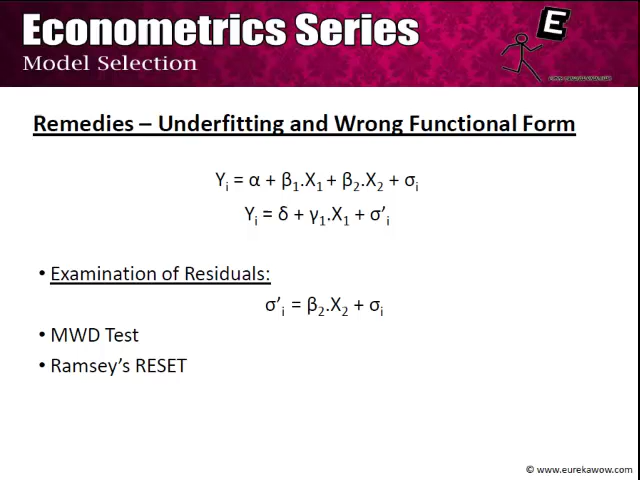 Econometrics Series
Model Selection
E
Remedies – Underfitting and Wrong Functional Form
Yi = α + β1.X1 + β2.X2 + σi
Yi = δ + γ1.X1 + σ’i
• Examination of Residuals:
σ’i = β2.X2 + σi
• MWD Test
• Ramsey’s RESET
© www.eurekawow.com